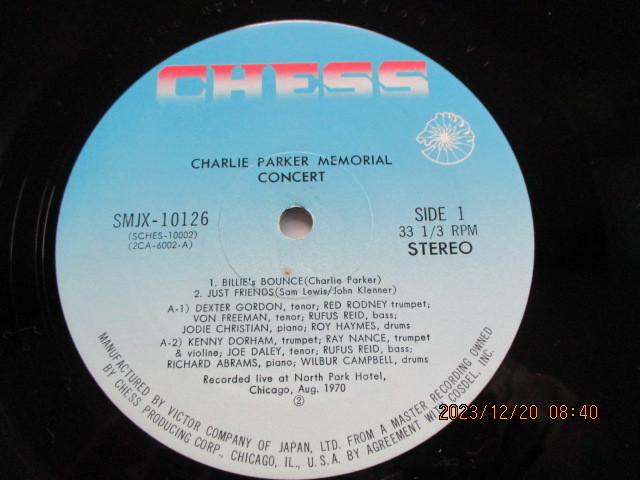 CHESS
CHARLIE PARKER MEMORIAL
CONCERT
SMJX-10126
(SCHES-10002)
(2CA-6002-A)
SIDE 1
33 1/3 RPM
STEREO
1. BILLIE's BOUNCE(Charlie Parker)
2. JUST FRIENDS(Sam Lewis/John Klenner)
A-1) DEXTER GORDON, tenor; RED RODNEY trumpet;
VON FREEMAN, tenor; RUFUS REID, bass;
JODIE CHRISTIAN, piano; ROY HAYMES, drums
A-2) KENNY DORHAM, trumpet; RAY NANCE, trumpet
& violine; JOE DALEY, tenor; RUFUS REID, bass;
RICHARD ABRAMS, piano; WILBUR CAMPBELL, drums
Recorded live at North Park Hotel,
Chicago, Aug. 1970
②
MANUFACTURED BY VICTOR COMPANY OF JAPAN, LTD. FROM A MASTER RECORDING OWNED
BY CHESS PRODUCING CORP., CHICAGO, IL., U.S.A. BY AGREEMENT WITH COSDEL, INC.
2023/12/20 08:40